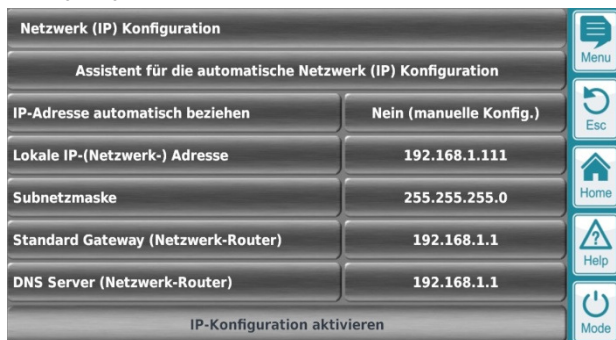 Netzwerk (IP) Konfiguration
Assistent für die automatische Netzwerk (IP) Konfiguration
IP-Adresse automatisch beziehen Nein (manuelle Konfig.)
Lokale IP-(Netzwerk-) Adresse 192.168.1.111
Subnetzmaske 255.255.255.0
Standard Gateway (Netzwerk-Router) 192.168.1.1
DNS Server (Netzwerk-Router) 192.168.1.1
IP-Konfiguration aktivieren
Menu
Esc
Home
?
Help
Mode